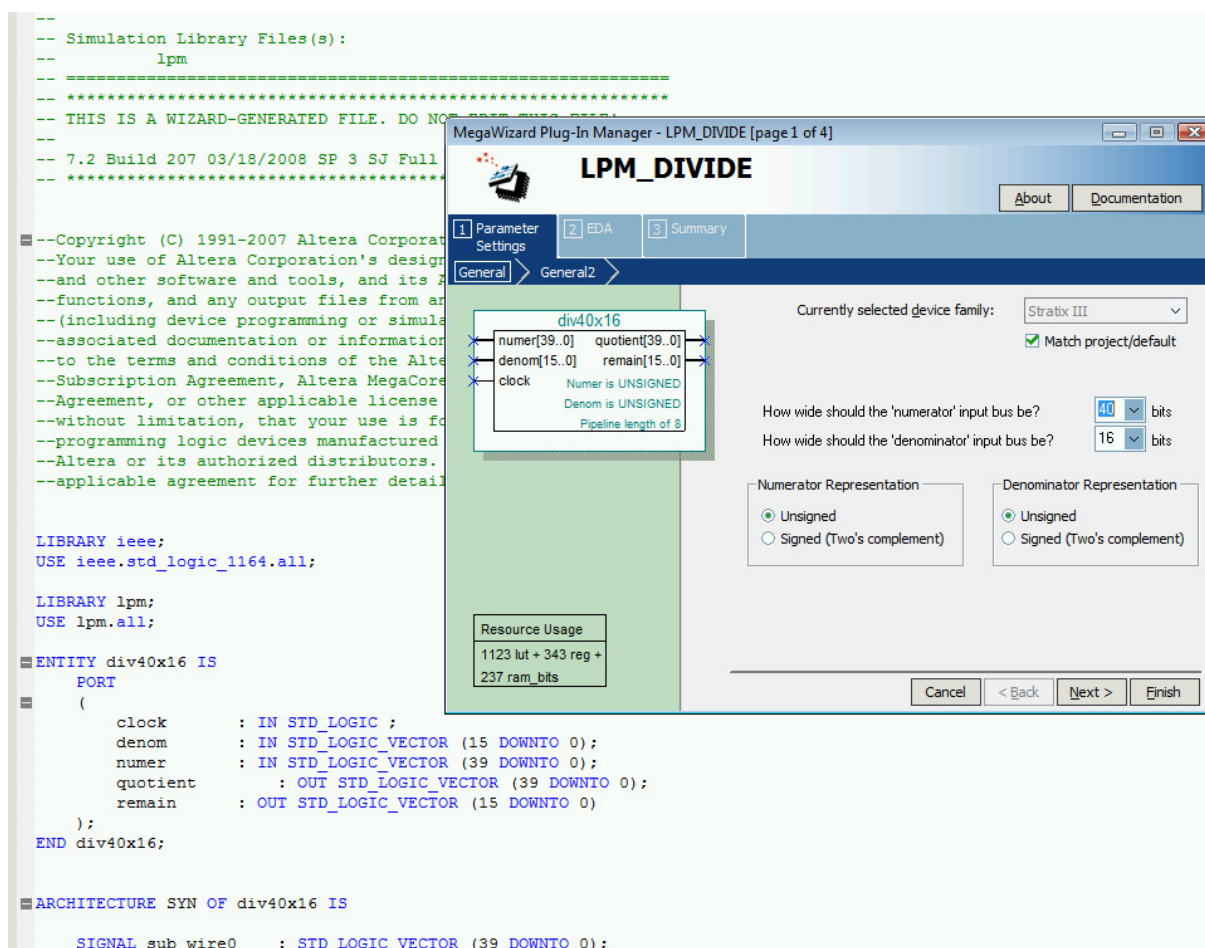 --
-- Simulation Library Files(s):
-- lpm
-- ============================================================
-- ************************************************************
-- THIS IS A WIZARD-GENERATED FILE. DO NOT EDIT THIS FILE!
--
-- 7.2 Build 207 03/18/2008 SP 3 SJ Full
-- **************************************
--Copyright (C) 1991-2007 Altera Corporat
--Your use of Altera Corporation's design
--and other software and tools, and its A
--functions, and any output files from an
--(including device programming or simula
--associated documentation or information
--to the terms and conditions of the Alte
--Subscription Agreement, Altera MegaCore
--Agreement, or other applicable license
--without limitation, that your use is fo
--programming logic devices manufactured
--Altera or its authorized distributors.
--applicable agreement for further detail
LIBRARY ieee;
USE ieee.std_logic_1164.all;
LIBRARY lpm;
USE lpm.all;
ENTITY div40x16 IS
PORT
(
clock : IN STD_LOGIC ;
denom : IN STD_LOGIC_VECTOR (15 DOWNTO 0);
numer : IN STD_LOGIC_VECTOR (39 DOWNTO 0);
quotient : OUT STD_LOGIC_VECTOR (39 DOWNTO 0);
remain : OUT STD_LOGIC_VECTOR (15 DOWNTO 0)
);
END div40x16;
ARCHITECTURE SYN OF div40x16 IS
SIGNAL sub_wire0 : STD_LOGIC_VECTOR (39 DOWNTO 0);
MegaWizard Plug-In Manager - LPM_DIVIDE [page 1 of 4]
LPM_DIVIDE
About Documentation
1 Parameter Settings 2 EDA 3 Summary
General General2
div40x16
numer[39..0] quotient[39..0]
denom[15..0] remain[15..0]
clock
Numer is UNSIGNED
Denom is UNSIGNED
Pipeline length of 8
Resource Usage
1123 lut + 343 reg +
237 ram_bits
Currently selected device family: Stratix III
Match project/default
How wide should the 'numerator' input bus be? 40 bits
How wide should the 'denominator' input bus be? 16 bits
Numerator Representation
Unsigned
Signed (Two's complement)
Denominator Representation
Unsigned
Signed (Two's complement)
Cancel < Back Next > Finish